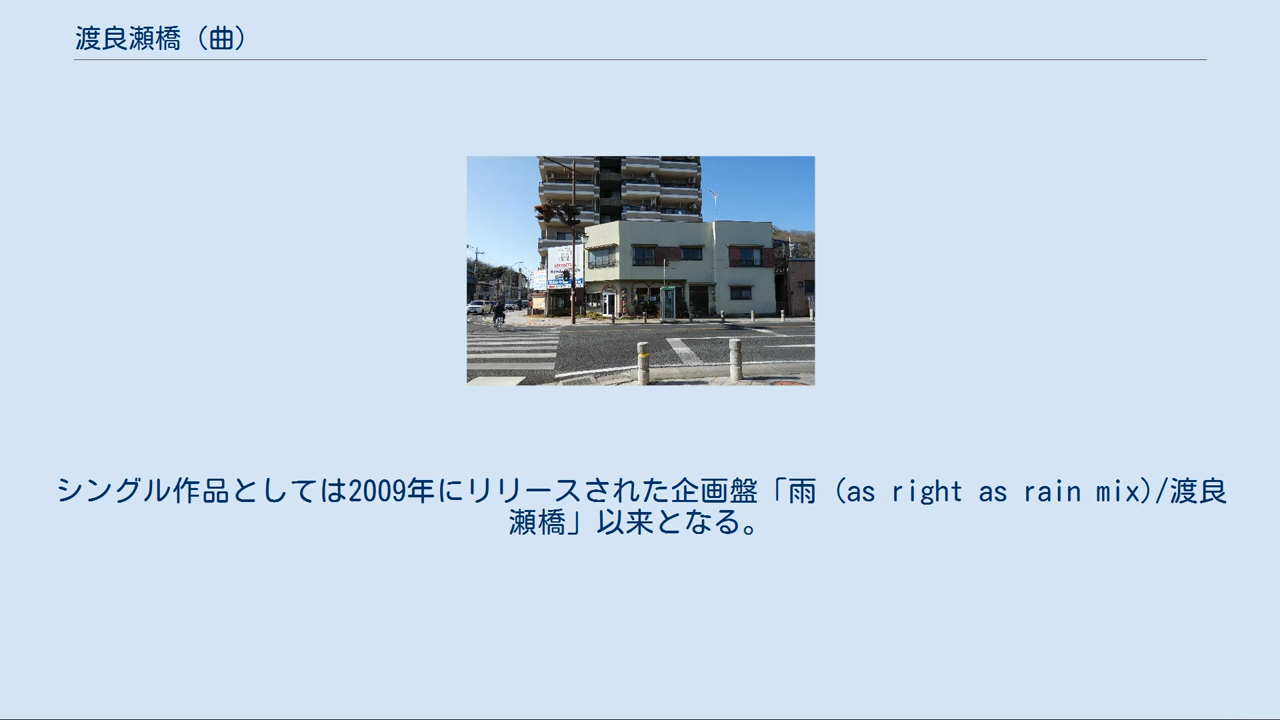 渡良瀬橋（曲）
シングル作品としては2009年にリリースされた企画盤「雨（as right as rain mix)/渡良
瀬橋」以来となる。